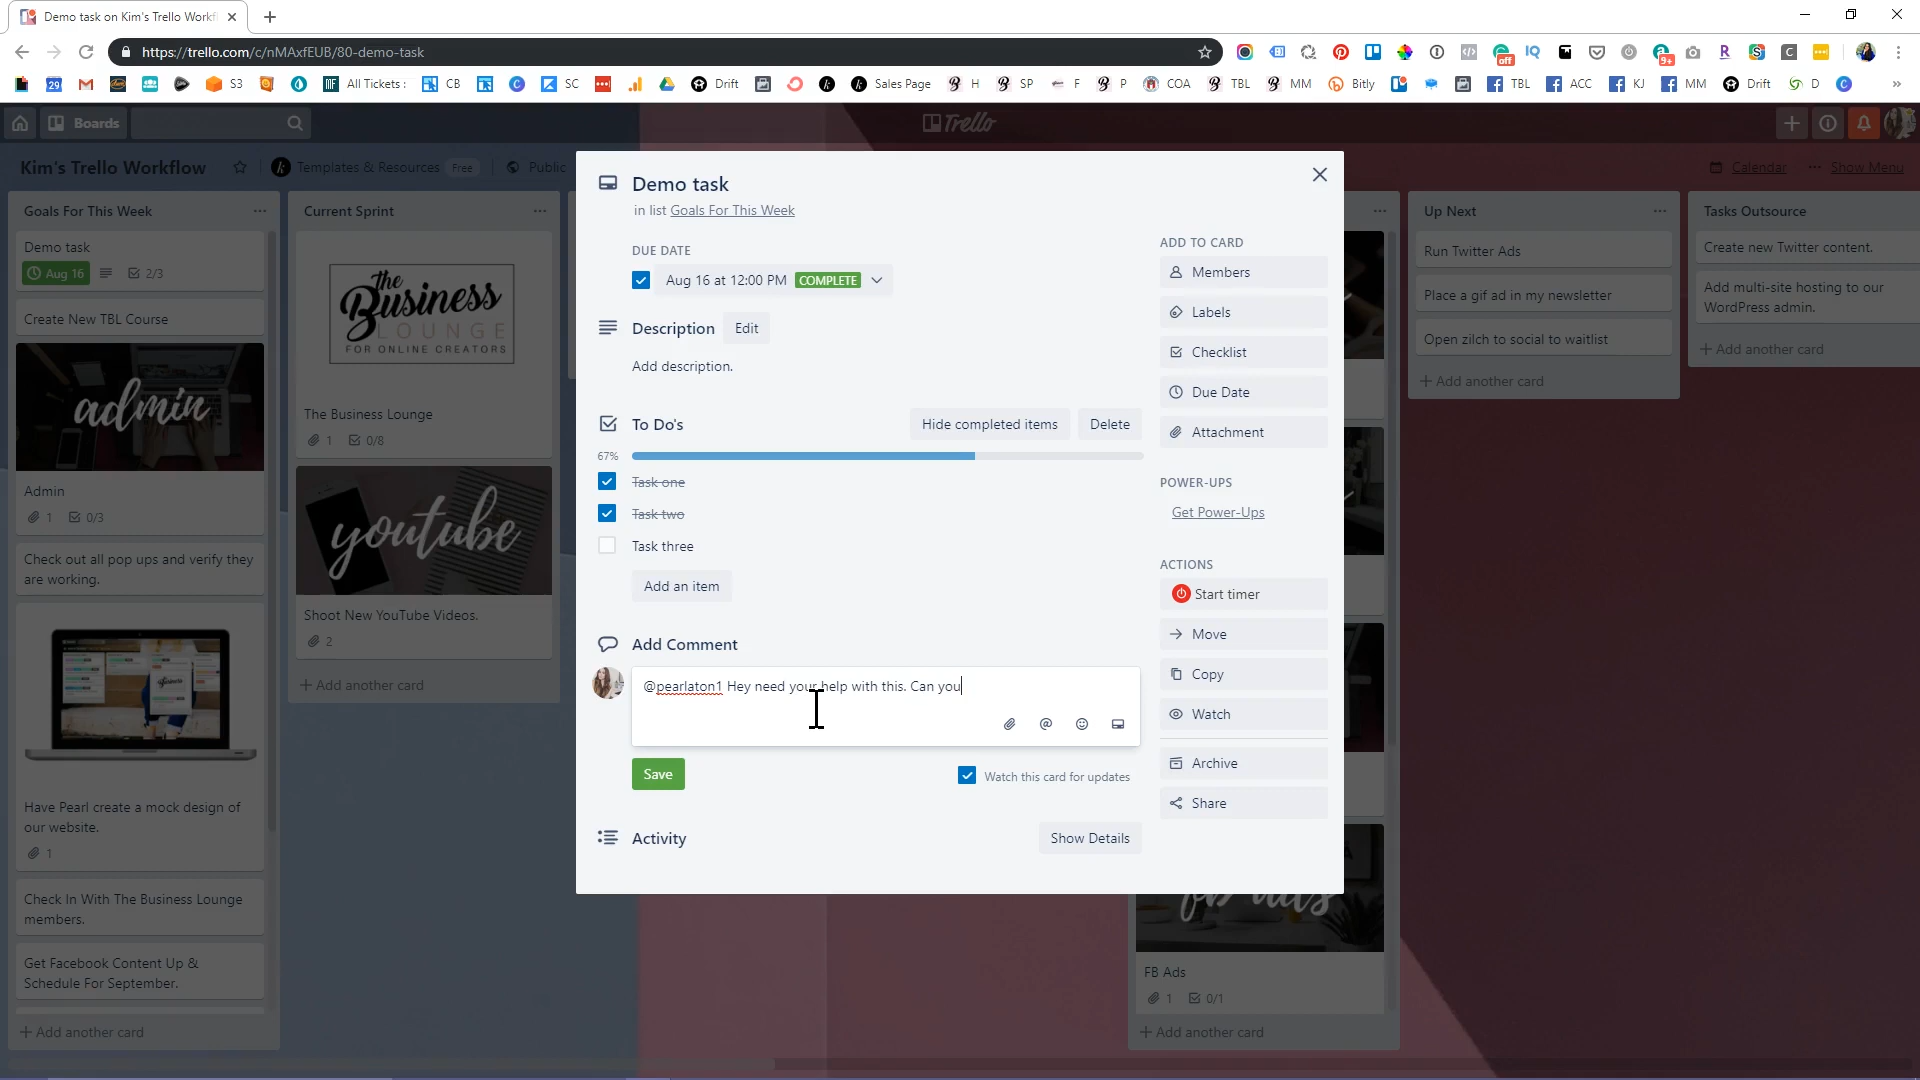 Demo task on Kim's Trello Workf
https://trello.com/c/nMAxfEUB/80-demo-task
off
IQ
9+
29
S3
MF All Tickets :
CB
SC
Drift
Sales Page
H
SP
F
P
COA
TBL
MM
Bitly
TBL
ACC
KJ
MM
Drift
D
Boards
Trello
Kim's Trello Workflow
Templates & Resources Free
Public
Calendar
Show Menu
Goals For This Week
Demo task
Aug 16 2/3
Create New TBL Course
admin
Admin
1 0/3
Check out all pop ups and verify they
are working.
Have Pearl create a mock design of
our website.
1
Check In With The Business Lounge
members.
Get Facebook Content Up &
Schedule For September.
+ Add another card
Current Sprint
the
Business
LOUNGE
FOR ONLINE CREATORS
The Business Lounge
1 0/8
youtube
Shoot New YouTube Videos.
2
+ Add another card
Demo task
in list Goals For This Week
DUE DATE
Aug 16 at 12:00 PM COMPLETE
Description Edit
Add description.
To Do's Hide completed items Delete
67%
Task one
Task two
Task three
Add an item
Add Comment
@pearlaton1 Hey need your help with this. Can you
@
Save Watch this card for updates
Activity Show Details
ADD TO CARD
Members
Labels
Checklist
Due Date
Attachment
POWER-UPS
Get Power-Ups
ACTIONS
Start timer
Move
Copy
Watch
Archive
Share
fb ads
FB Ads
1 0/1
+ Add another card
Up Next
Run Twitter Ads
Place a gif ad in my newsletter
Open zilch to social to waitlist
+ Add another card
Tasks Outsource
Create new Twitter content.
Add multi-site hosting to our
WordPress admin.
+ Add another card